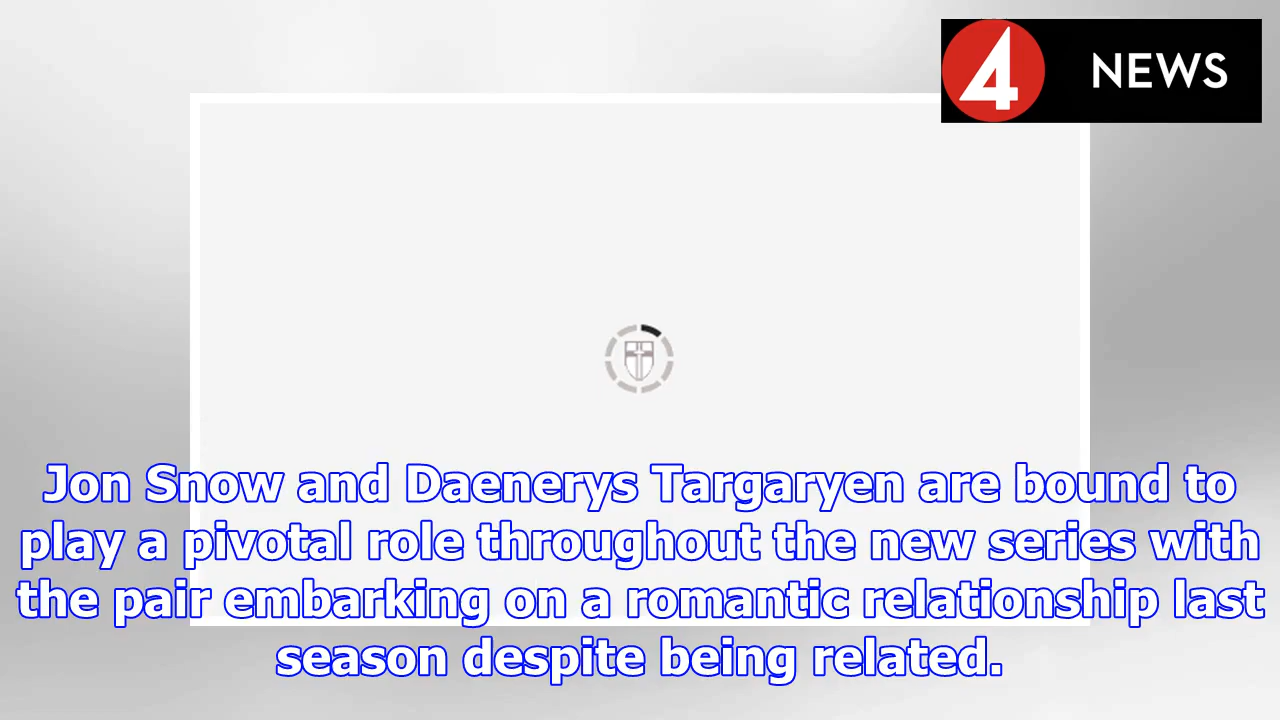 4 NEWS
Jon Snow and Daenerys Targaryen are bound to
play a pivotal role throughout the new series with
the pair embarking on a romantic relationship last
season despite being related.